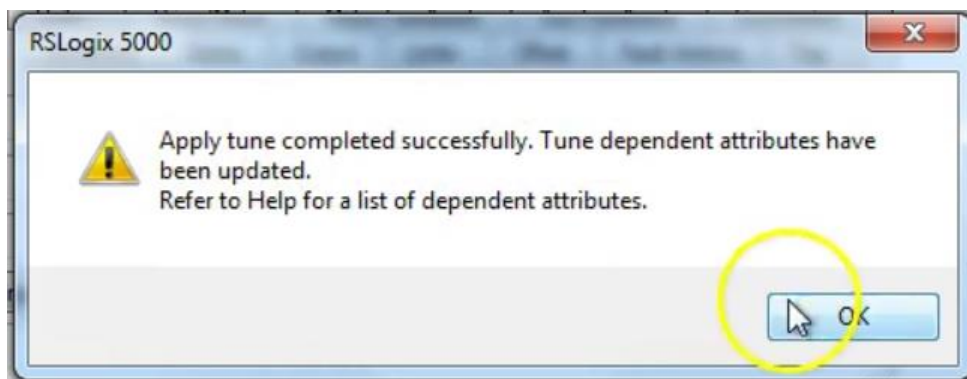 RSLogix 5000
Apply tune completed successfully. Tune dependent attributes have
been updated.
Refer to Help for a list of dependent attributes.
OK